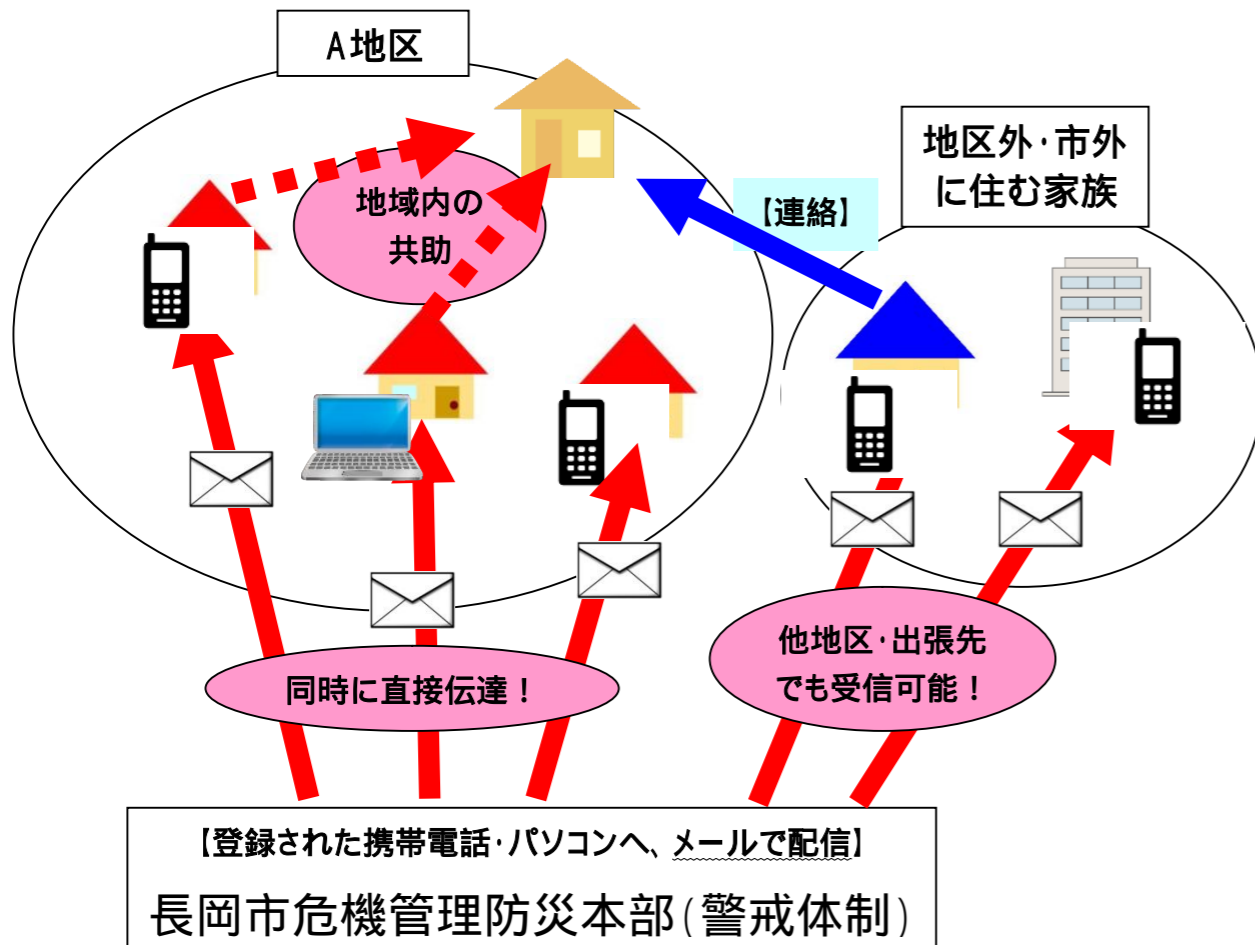 A地区
地区外・市外
に住む家族
地域内の
共助
【連絡】
同時に直接伝達！
他地区・出張先
でも受信可能！
【登録された携帯電話・パソコンへ、メールで配信】
長岡市危機管理防災本部(警戒体制)